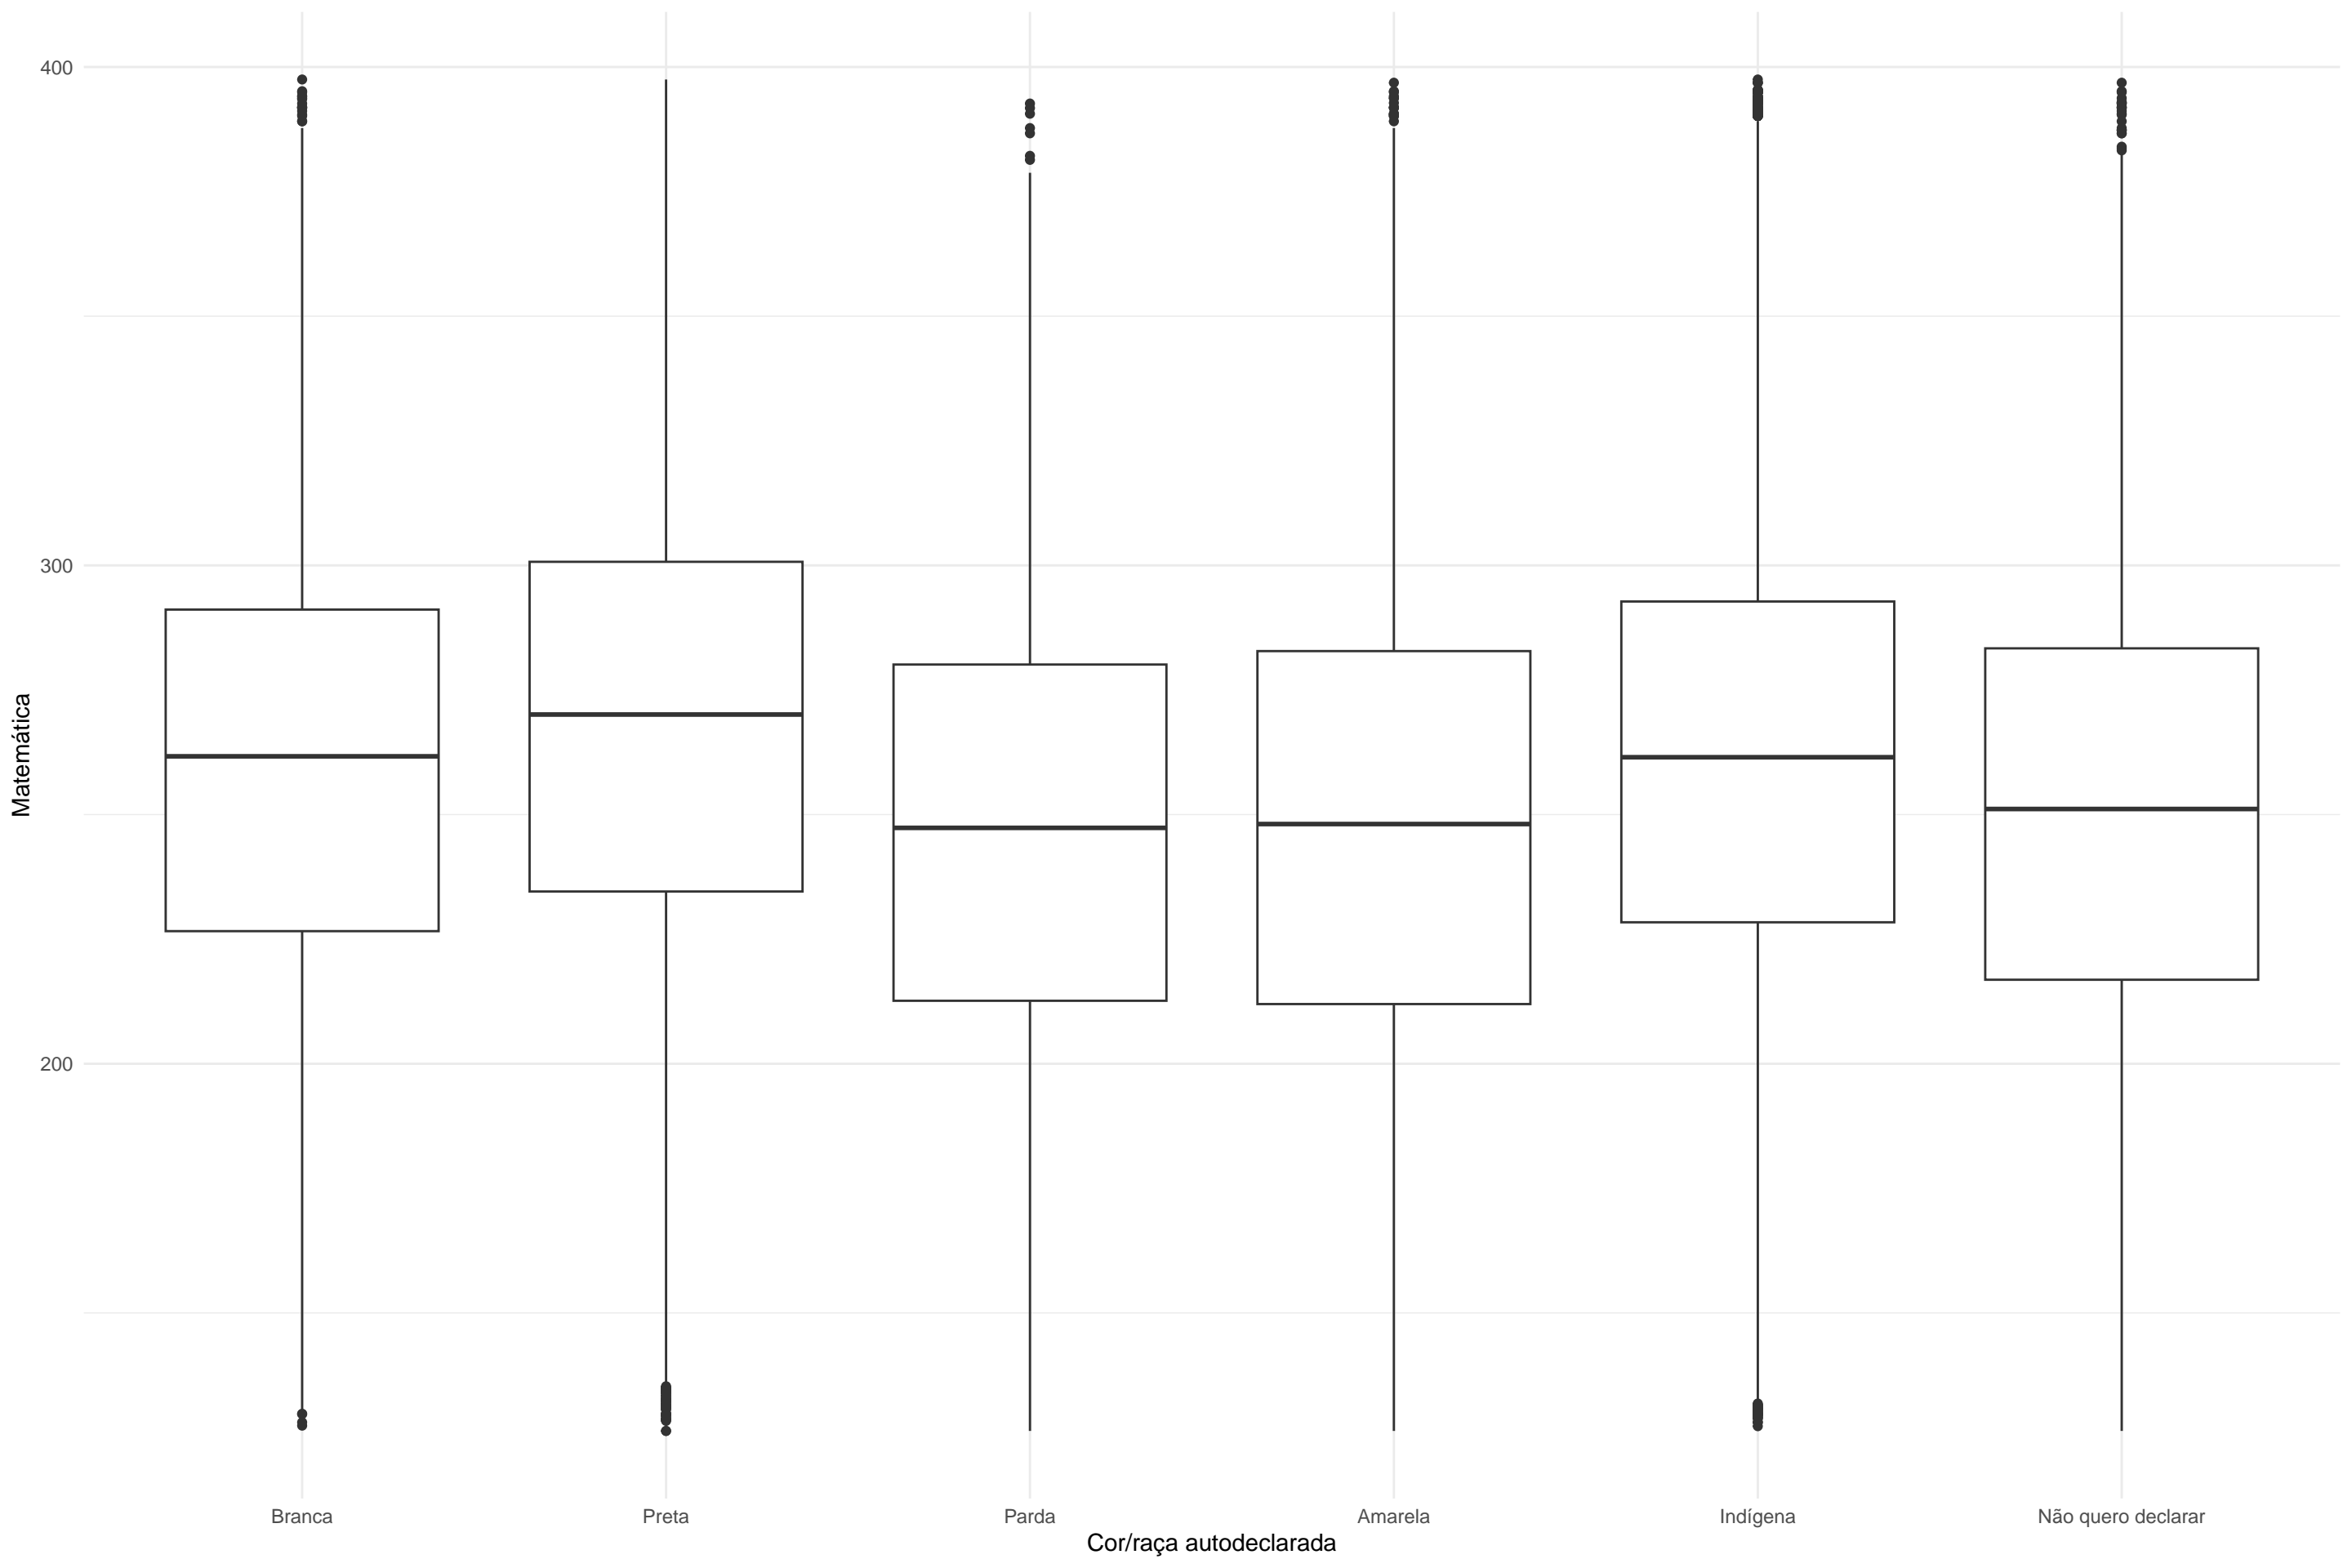 400
300
200
Matemática
Branca
Preta
Parda
Amarela
Indígena
Não quero declarar
Cor/raça autodeclarada